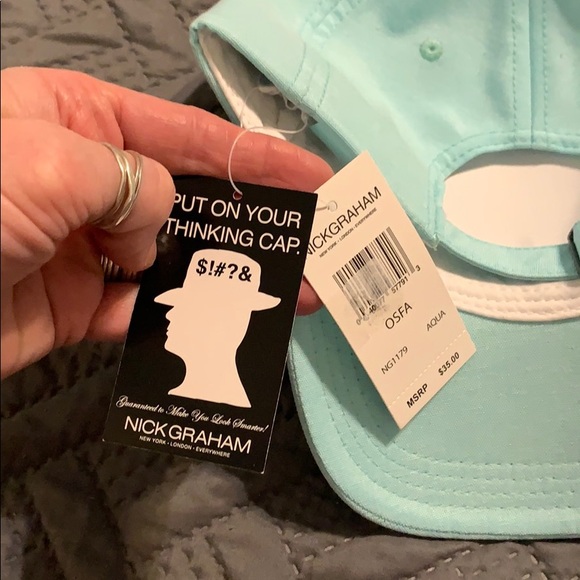 PUT ON YOUR
THINKING CAP.
$!#?&
Guaranteed to Make You Look Smarter!
NICKGRAHAM
NEW YORK • LONDON • EVERYWHERE
NICKGRAHAM
NEW YORK • LONDON • EVERYWHERE
OSFA
NG1179
AQUA
MSRP
$35.00